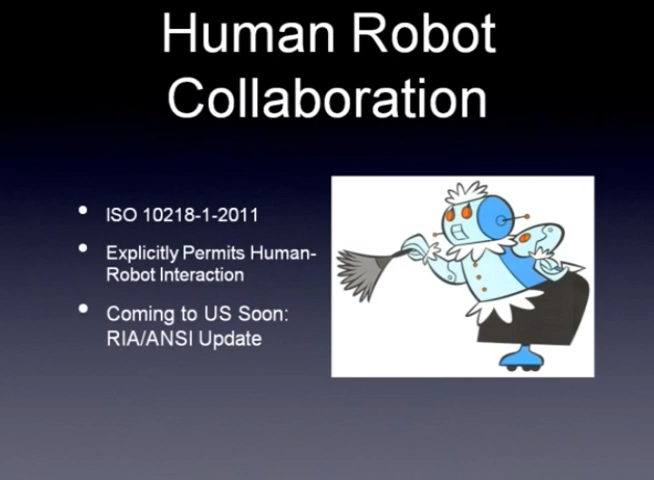 Human Robot
Collaboration
• ISO 10218-1-2011
• Explicitly Permits Human-
Robot Interaction
• Coming to US Soon:
RIA/ANSI Update